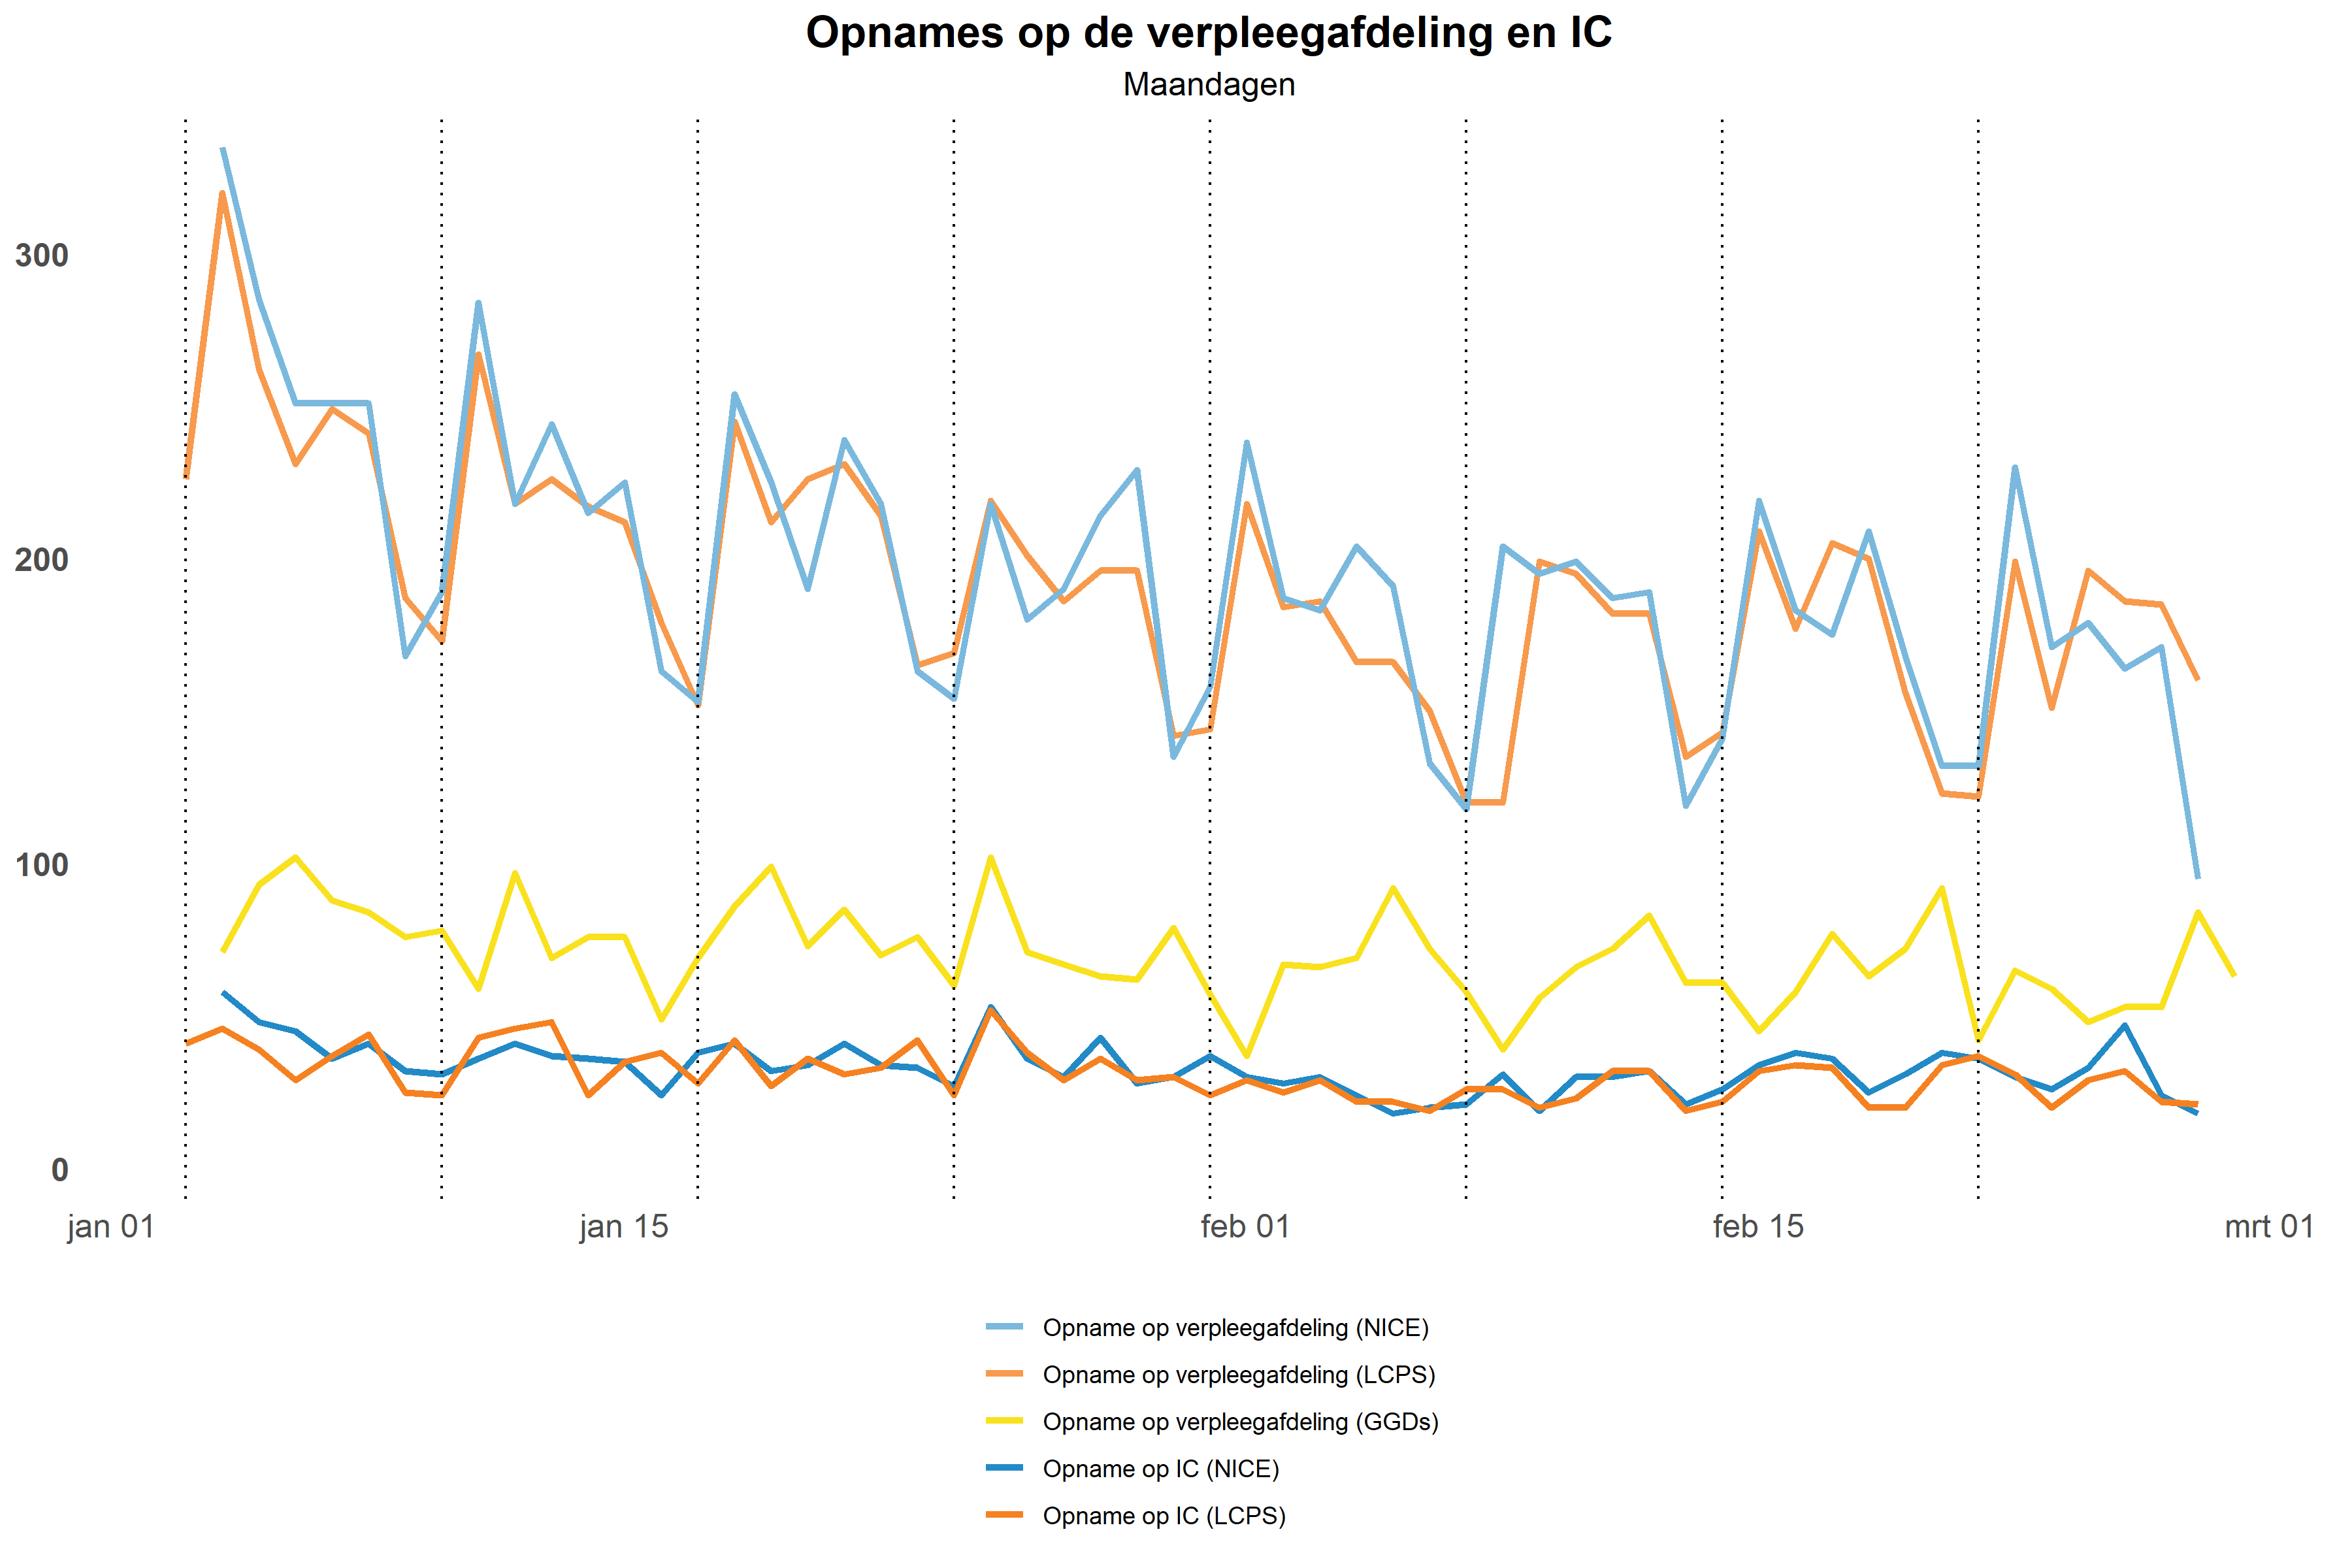 Opnames op de verpleegafdeling en IC
Maandagen
300
200
100
0
jan 01 jan 15 feb 01 feb 15 mrt 01
Opname op verpleegafdeling (NICE)
Opname op verpleegafdeling (LCPS)
Opname op verpleegafdeling (GGDs)
Opname op IC (NICE)
Opname op IC (LCPS)